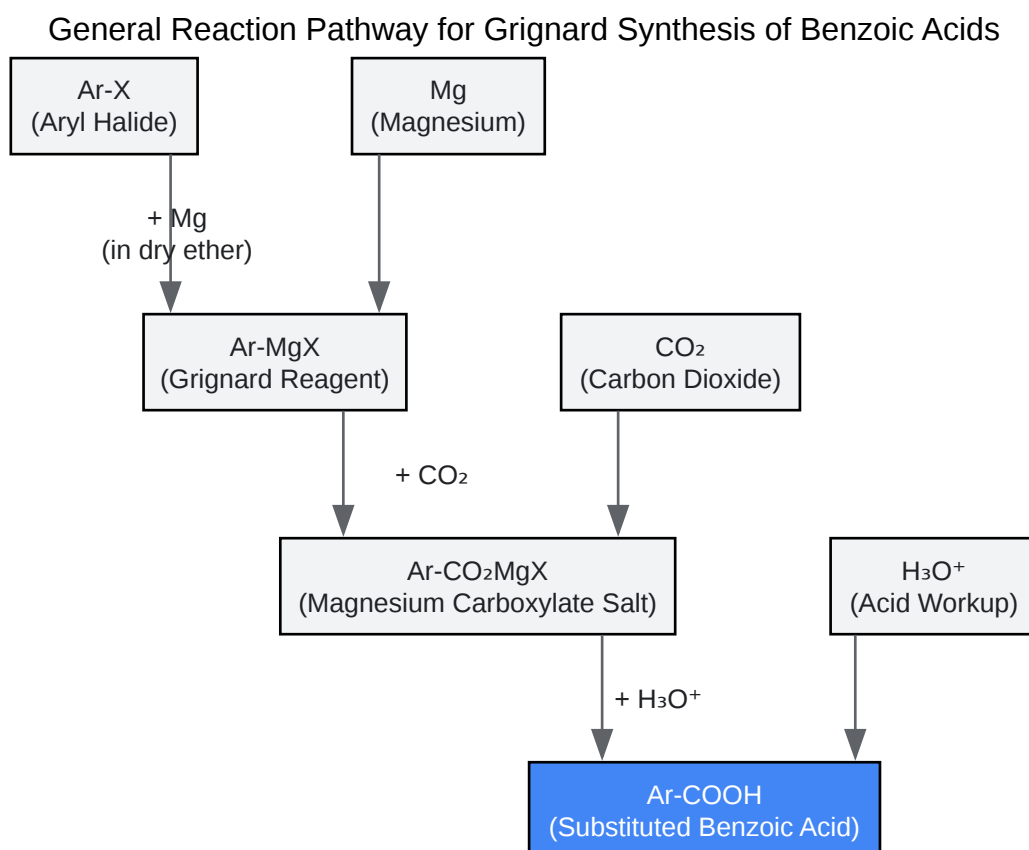 General Reaction Pathway for Grignard Synthesis of Benzoic Acids
Ar-X
(Aryl Halide)
Mg
(Magnesium)
+ Mg
(in dry ether)
Ar-MgX
(Grignard Reagent)
CO₂
(Carbon Dioxide)
+ CO₂
Ar-CO₂MgX
(Magnesium Carboxylate Salt)
H₃O⁺
(Acid Workup)
+ H₃O⁺
Ar-COOH
(Substituted Benzoic Acid)